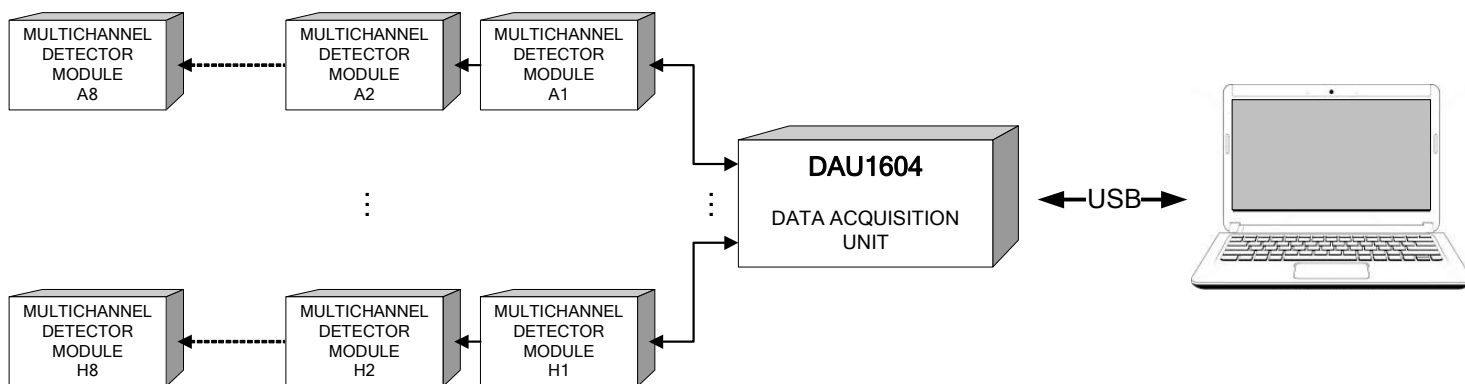 MULTICHANNEL
DETECTOR
MODULE
A8
MULTICHANNEL
DETECTOR
MODULE
A2
MULTICHANNEL
DETECTOR
MODULE
A1
DAU1604
DATA ACQUISITION
UNIT
USB
MULTICHANNEL
DETECTOR
MODULE
H8
MULTICHANNEL
DETECTOR
MODULE
H2
MULTICHANNEL
DETECTOR
MODULE
H1